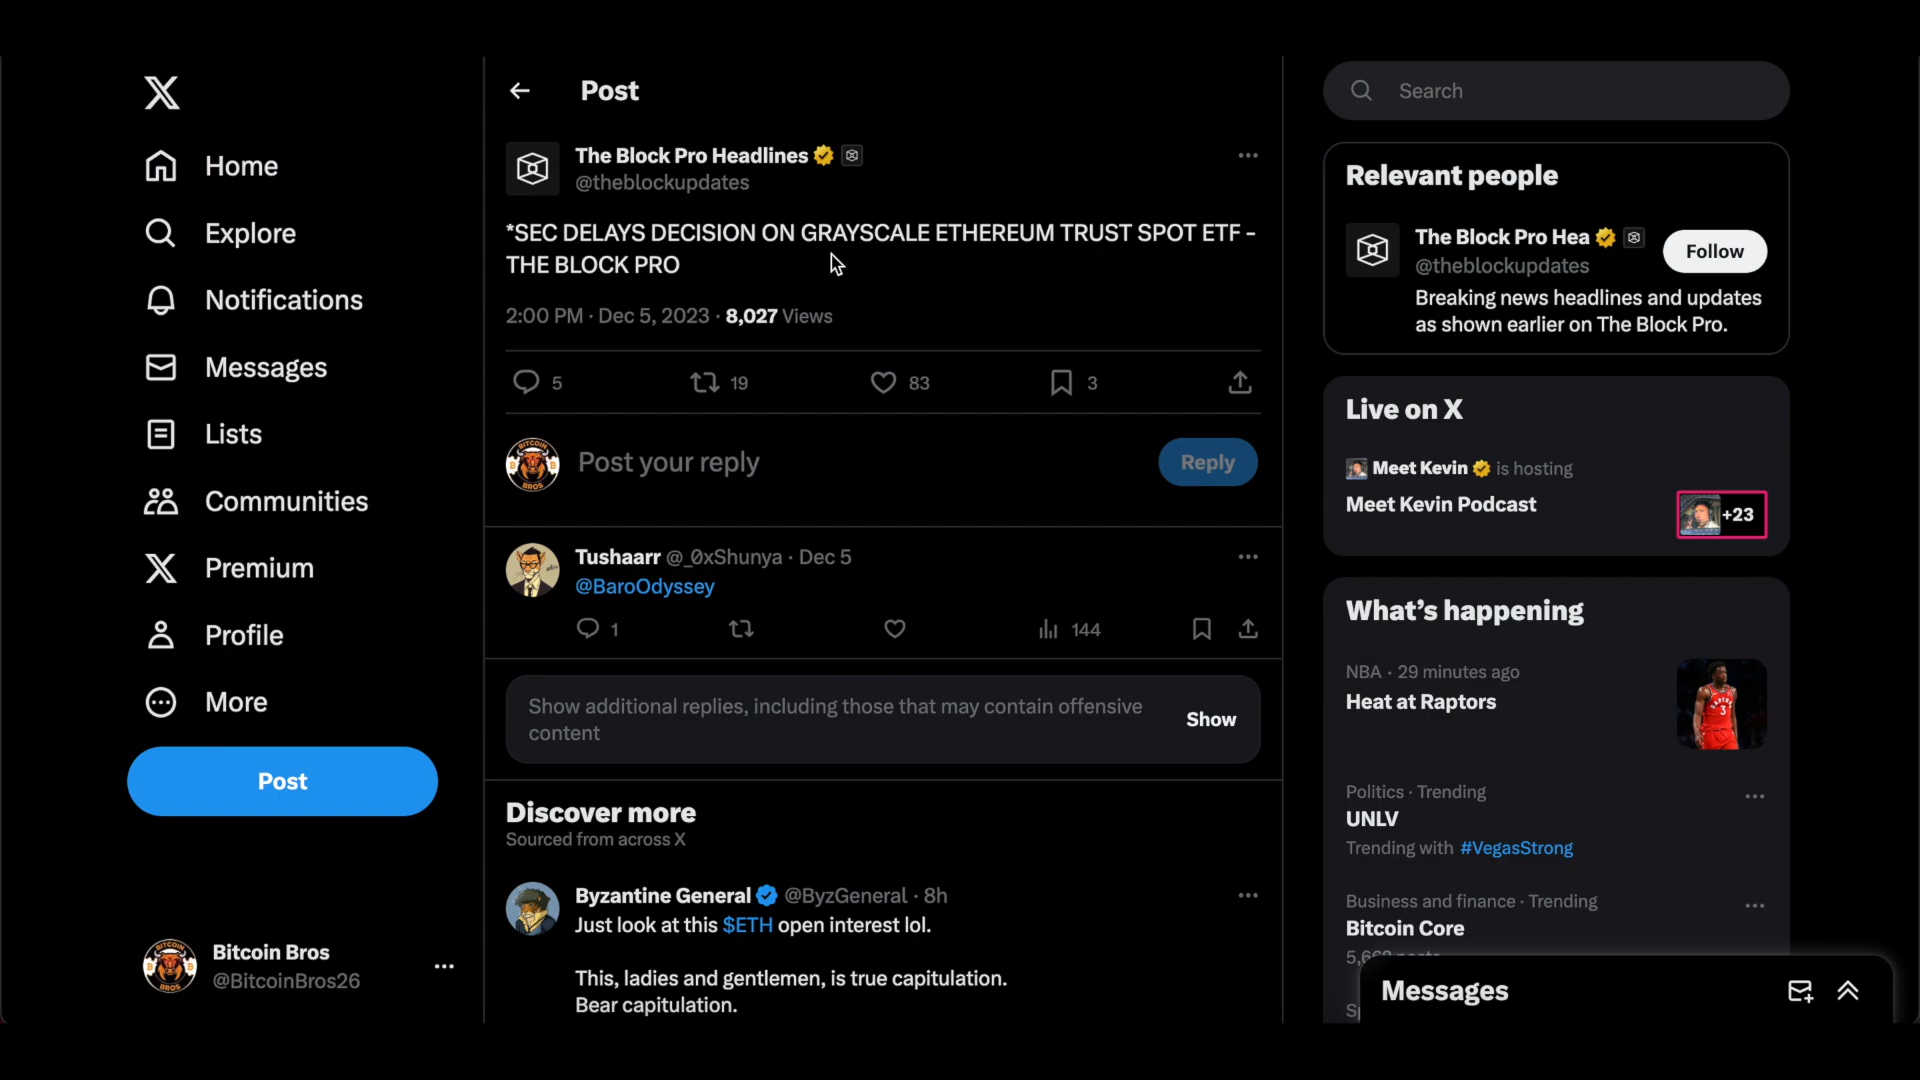 Home
Explore
Notifications
Messages
Lists
Communities
Premium
Profile
More
Post
Bitcoin Bros
@BitcoinBros26
Post
The Block Pro Headlines
@theblockupdates
*SEC DELAYS DECISION ON GRAYSCALE ETHEREUM TRUST SPOT ETF -
THE BLOCK PRO
2:00 PM · Dec 5, 2023 · 8,027 Views
5 19 83 3
Post your reply
Reply
Tushaarr @_0xShunya · Dec 5
@BaroOdyssey
1 144
Show additional replies, including those that may contain offensive
content
Show
Discover more
Sourced from across X
Byzantine General @ByzGeneral · 8h
Just look at this $ETH open interest lol.
This, ladies and gentlemen, is true capitulation.
Bear capitulation.
Search
Relevant people
The Block Pro Hea
@theblockupdates
Follow
Breaking news headlines and updates
as shown earlier on The Block Pro.
Live on X
Meet Kevin is hosting
Meet Kevin Podcast
+23
What's happening
NBA · 29 minutes ago
Heat at Raptors
Politics · Trending
UNLV
Trending with #VegasStrong
Business and finance · Trending
Bitcoin Core
Messages